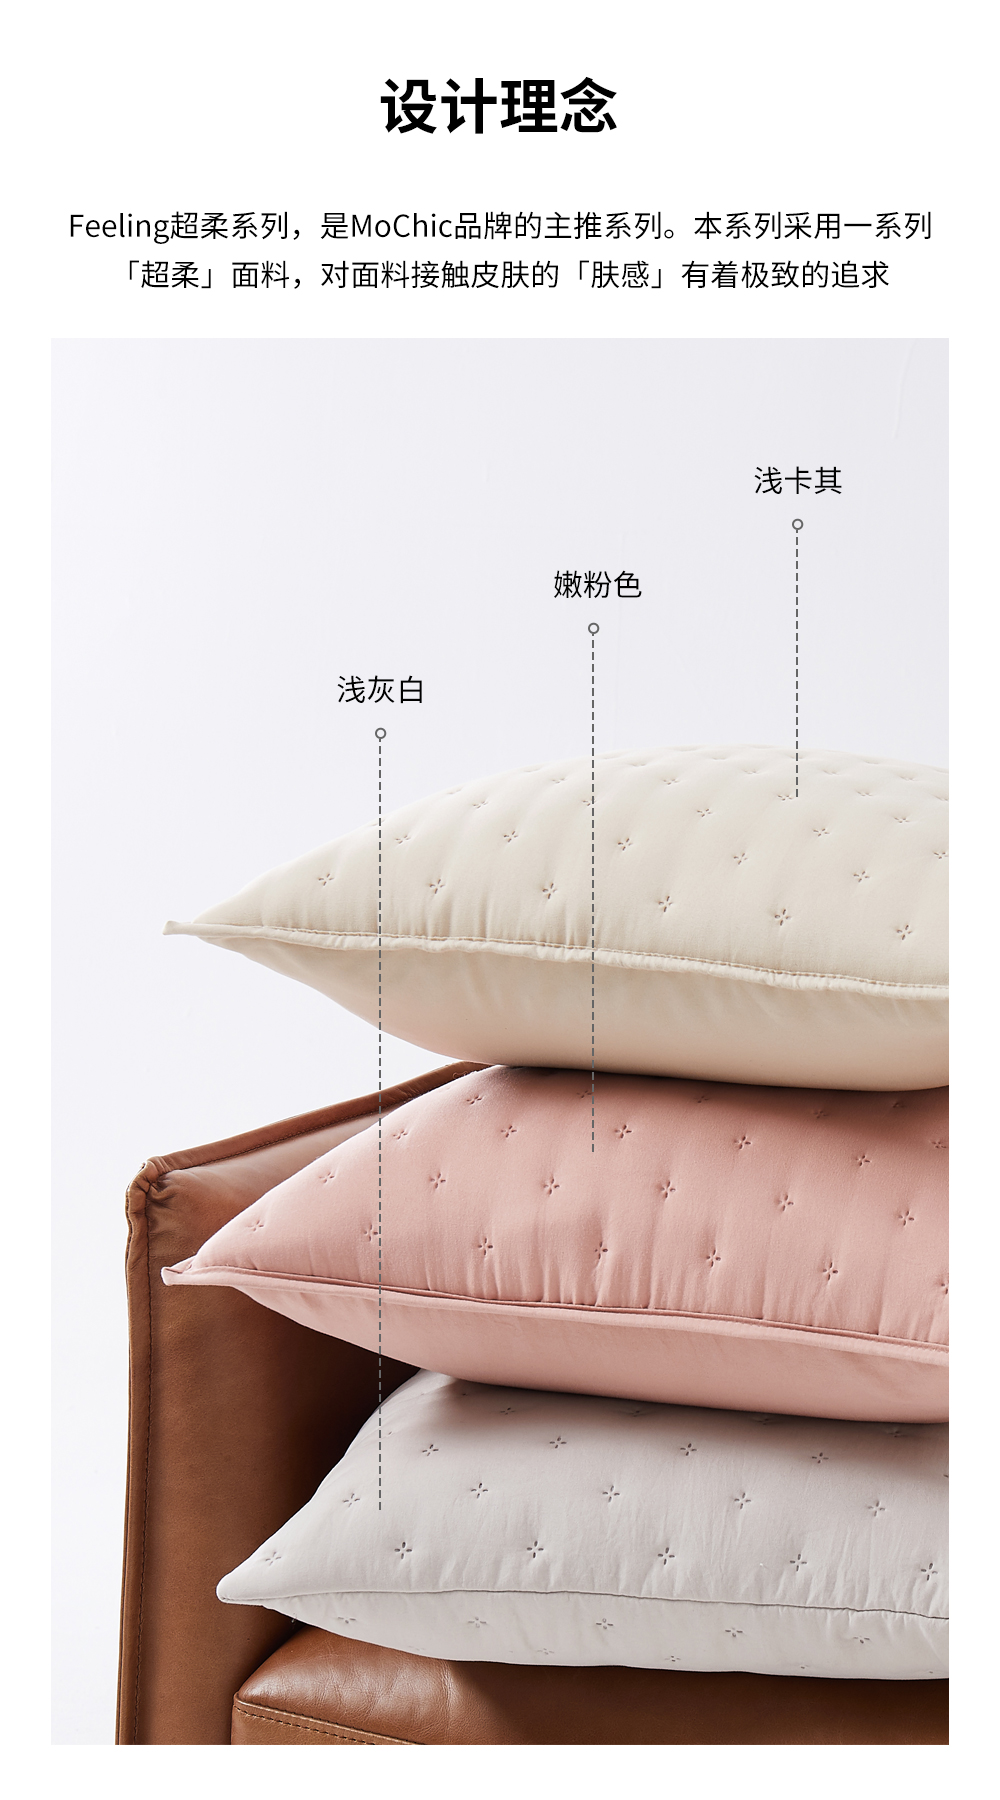 设计理念
Feeling超柔系列，是MoChic品牌的主推系列。本系列采用一系列
「超柔」面料，对面料接触皮肤的「肤感」有着极致的追求
浅卡其
嫩粉色
浅灰白